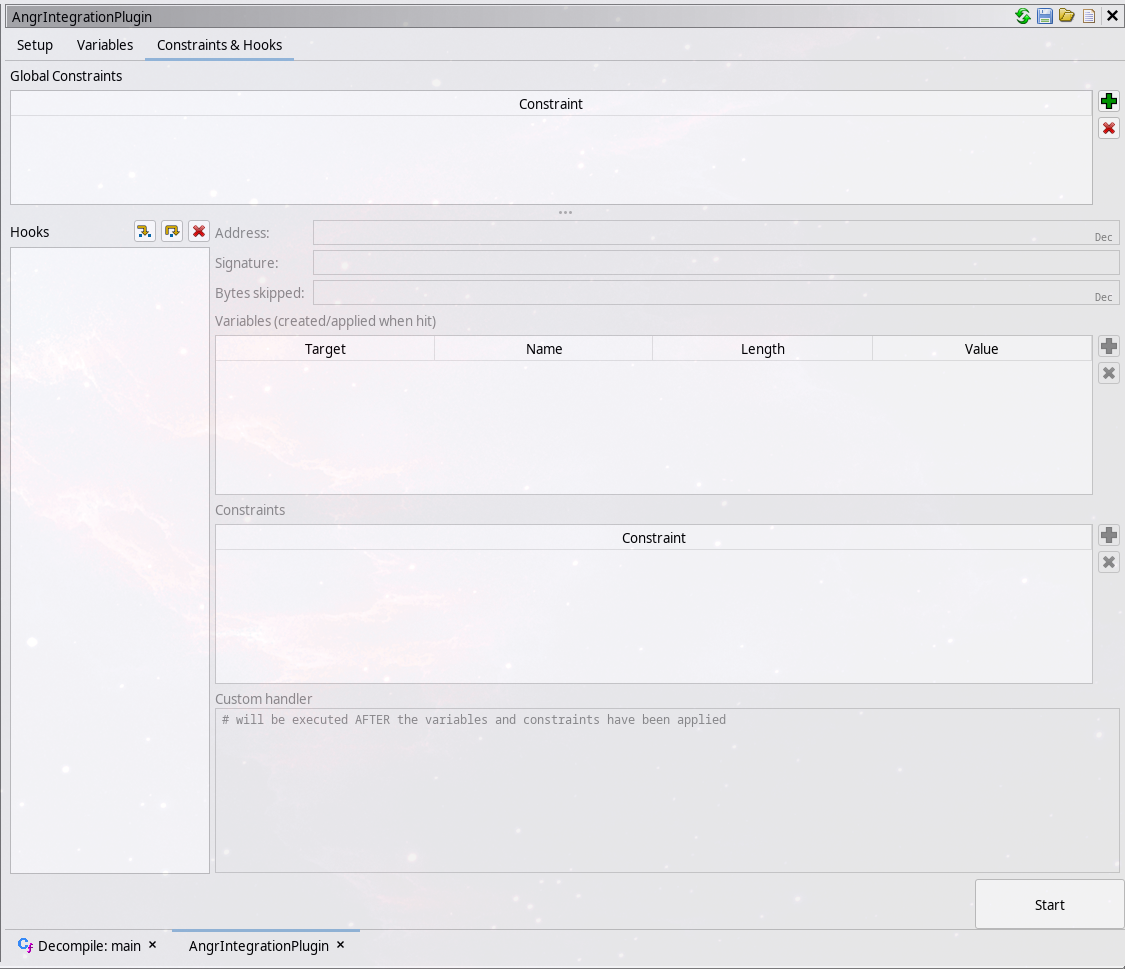 AngrIntegrationPlugin
Setup Variables Constraints & Hooks
Global Constraints
Constraint
Hooks
Address: Dec
Signature:
Bytes skipped: Dec
Variables (created/applied when hit)
Target Name Length Value
Constraints
Constraint
Custom handler
# will be executed AFTER the variables and constraints have been applied
Start
Decompile: main × AngrIntegrationPlugin ×